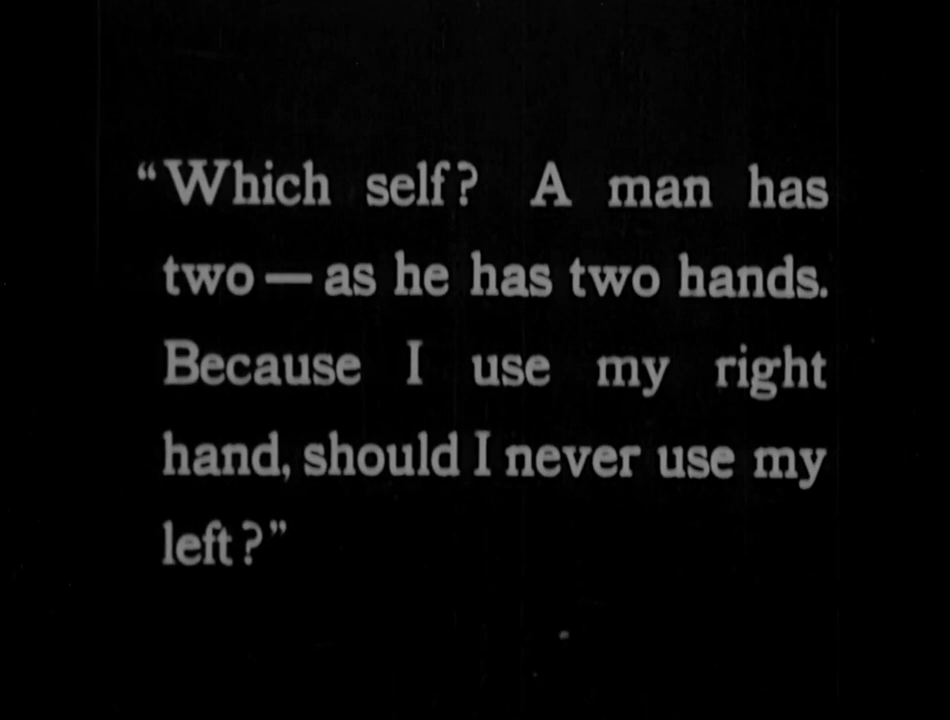 “Which self? A man has
two — as he has two hands.
Because I use my right
hand, should I never use my
left?”